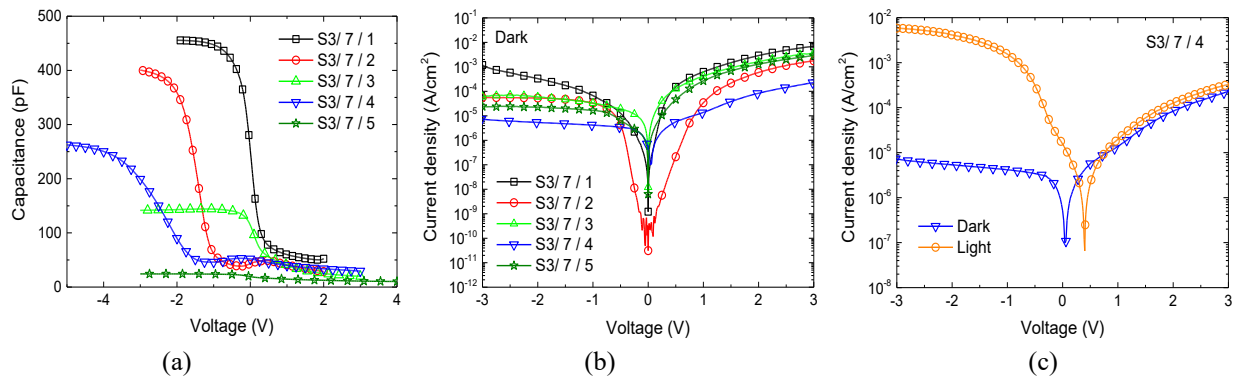 500
400
300
200
100
0
Capacitance (pF)
-4
-2
0
2
4
Voltage (V)
S3/ 7 / 1
S3/ 7 / 2
S3/ 7 / 3
S3/ 7 / 4
S3/ 7 / 5
(a)
10⁻¹
10⁻²
10⁻³
10⁻⁴
10⁻⁵
10⁻⁶
10⁻⁷
10⁻⁸
10⁻⁹
10⁻¹⁰
10⁻¹¹
10⁻¹²
Current density (A/cm²)
Dark
S3/ 7 / 1
S3/ 7 / 2
S3/ 7 / 3
S3/ 7 / 4
S3/ 7 / 5
-3
-2
-1
0
1
2
3
Voltage (V)
(b)
10⁻²
10⁻³
10⁻⁴
10⁻⁵
10⁻⁶
10⁻⁷
10⁻⁸
Current density (A/cm²)
S3/ 7 / 4
Dark
Light
-3
-2
-1
0
1
2
3
Voltage (V)
(c)